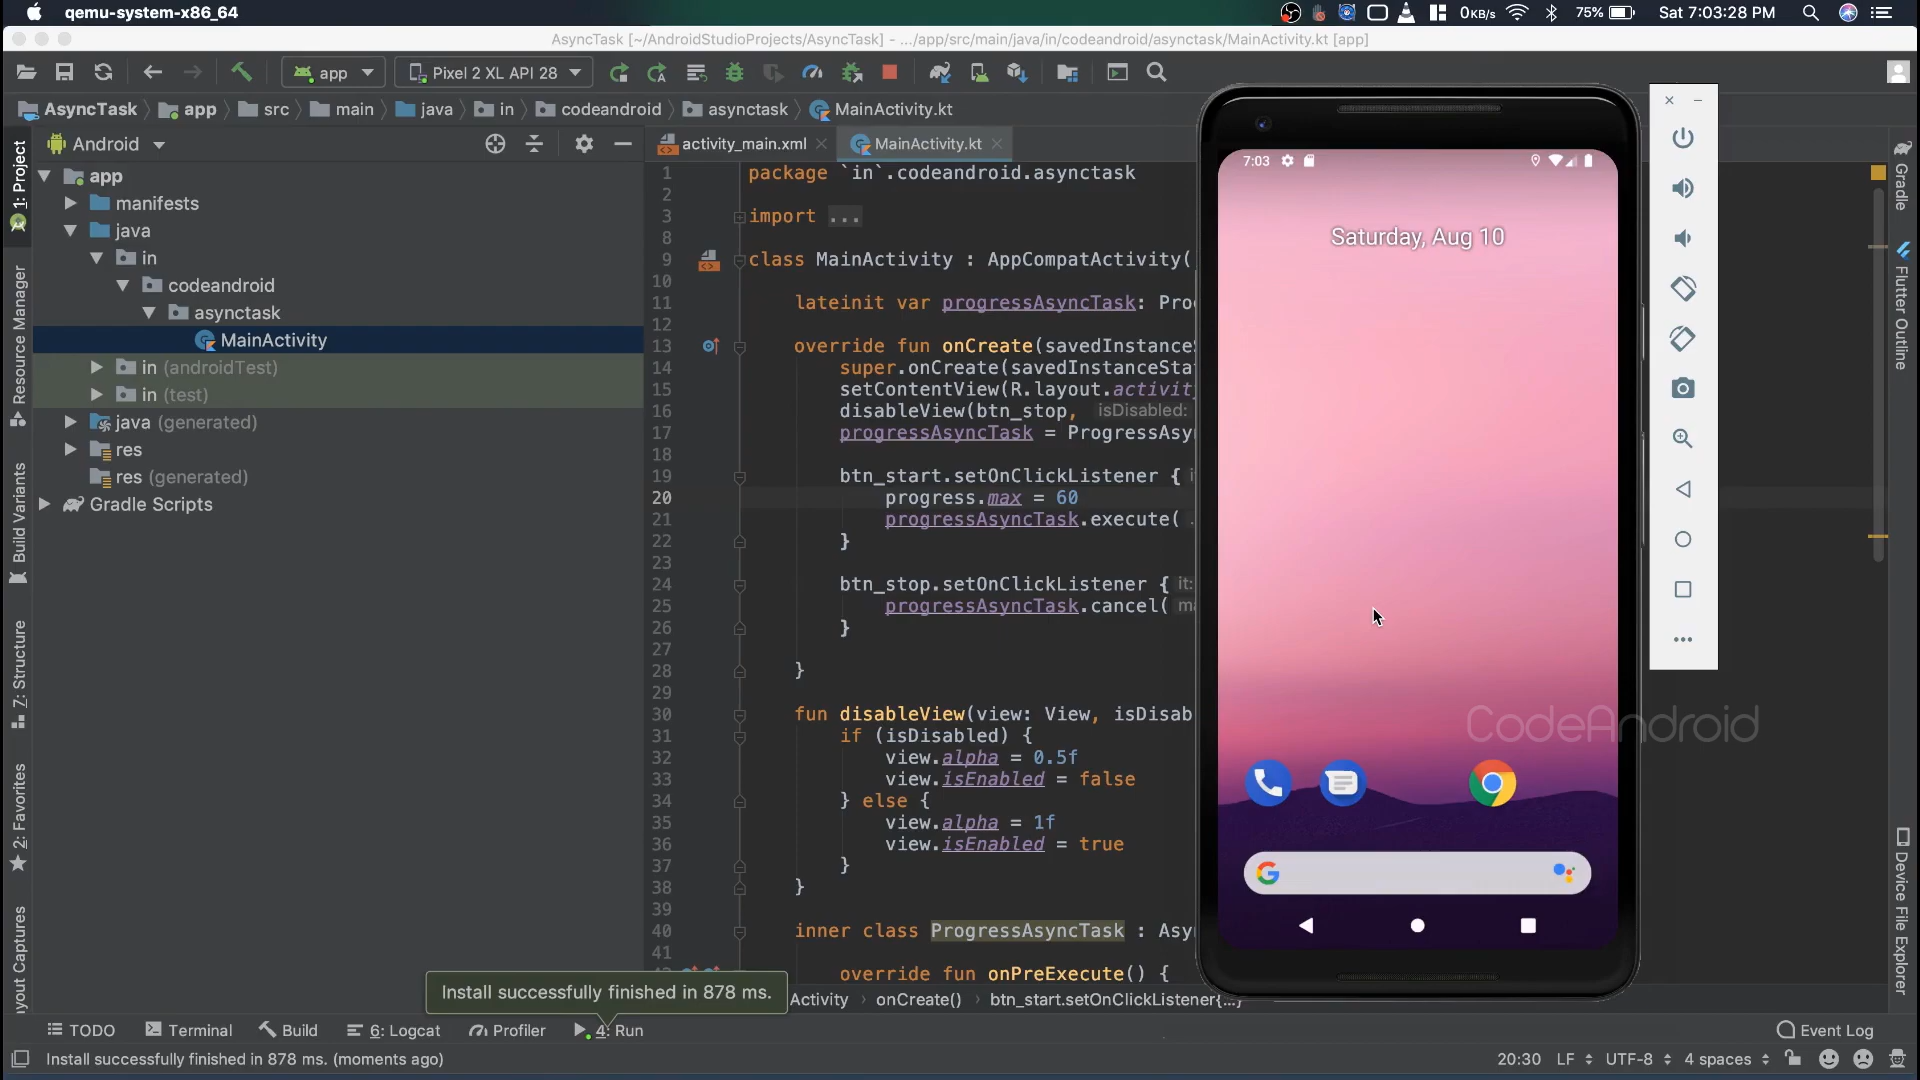 qemu-system-x86_64
0KB/s
75%
Sat 7:03:28 PM
AsyncTask [~/AndroidStudioProjects/AsyncTask] - .../app/src/main/java/in/codeandroid/asynctask/MainActivity.kt [app]
app
Pixel 2 XL API 28
AsyncTask
app
src
main
java
in
codeandroid
asynctask
MainActivity.kt
Android
activity_main.xml
MainActivity.kt
1: Project
Resource Manager
Build Variants
7: Structure
2: Favorites
yout Captures
app
manifests
java
in
codeandroid
asynctask
MainActivity
in (androidTest)
in (test)
java (generated)
res
res (generated)
Gradle Scripts
1 package `in`.codeandroid.asynctask
2
3 import ...
8
9 class MainActivity : AppCompatActivity(
10
11 lateinit var progressAsyncTask: Pro
12
13 override fun onCreate(savedInstanceS
14 super.onCreate(savedInstanceSta
15 setContentView(R.layout.activit
16 disableView(btn_stop, isDisabled:
17 progressAsyncTask = ProgressAsy
18
19 btn_start.setOnClickListener {
20 progress.max = 60
21 progressAsyncTask.execute(
22 }
23
24 btn_stop.setOnClickListener { it:
25 progressAsyncTask.cancel( ma
26 }
27
28 }
29
30 fun disableView(view: View, isDisab
31 if (isDisabled) {
32 view.alpha = 0.5f
33 view.isEnabled = false
34 } else {
35 view.alpha = 1f
36 view.isEnabled = true
37 }
38 }
39
40 inner class ProgressAsyncTask : Asy
41
override fun onPreExecute() {
7:03
Saturday, Aug 10
CodeAndroid
Gradle
Flutter Outline
Device File Explorer
Install successfully finished in 878 ms.
Activity
onCreate()
btn_start.setOnClickListener{...}
TODO
Terminal
Build
6: Logcat
Profiler
4: Run
Event Log
Install successfully finished in 878 ms. (moments ago)
20:30
LF
UTF-8
4 spaces